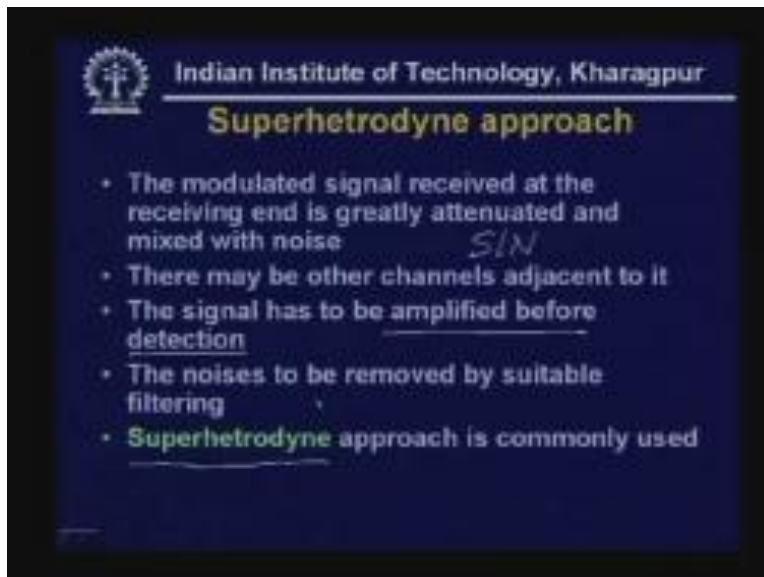 Indian Institute of Technology, Kharagpur
Superhetrodyne approach
• The modulated signal received at the
receiving end is greatly attenuated and
mixed with noise
S/N
• There may be other channels adjacent to it
• The signal has to be amplified before
detection
• The noises to be removed by suitable
filtering
• Superhetrodyne approach is commonly used